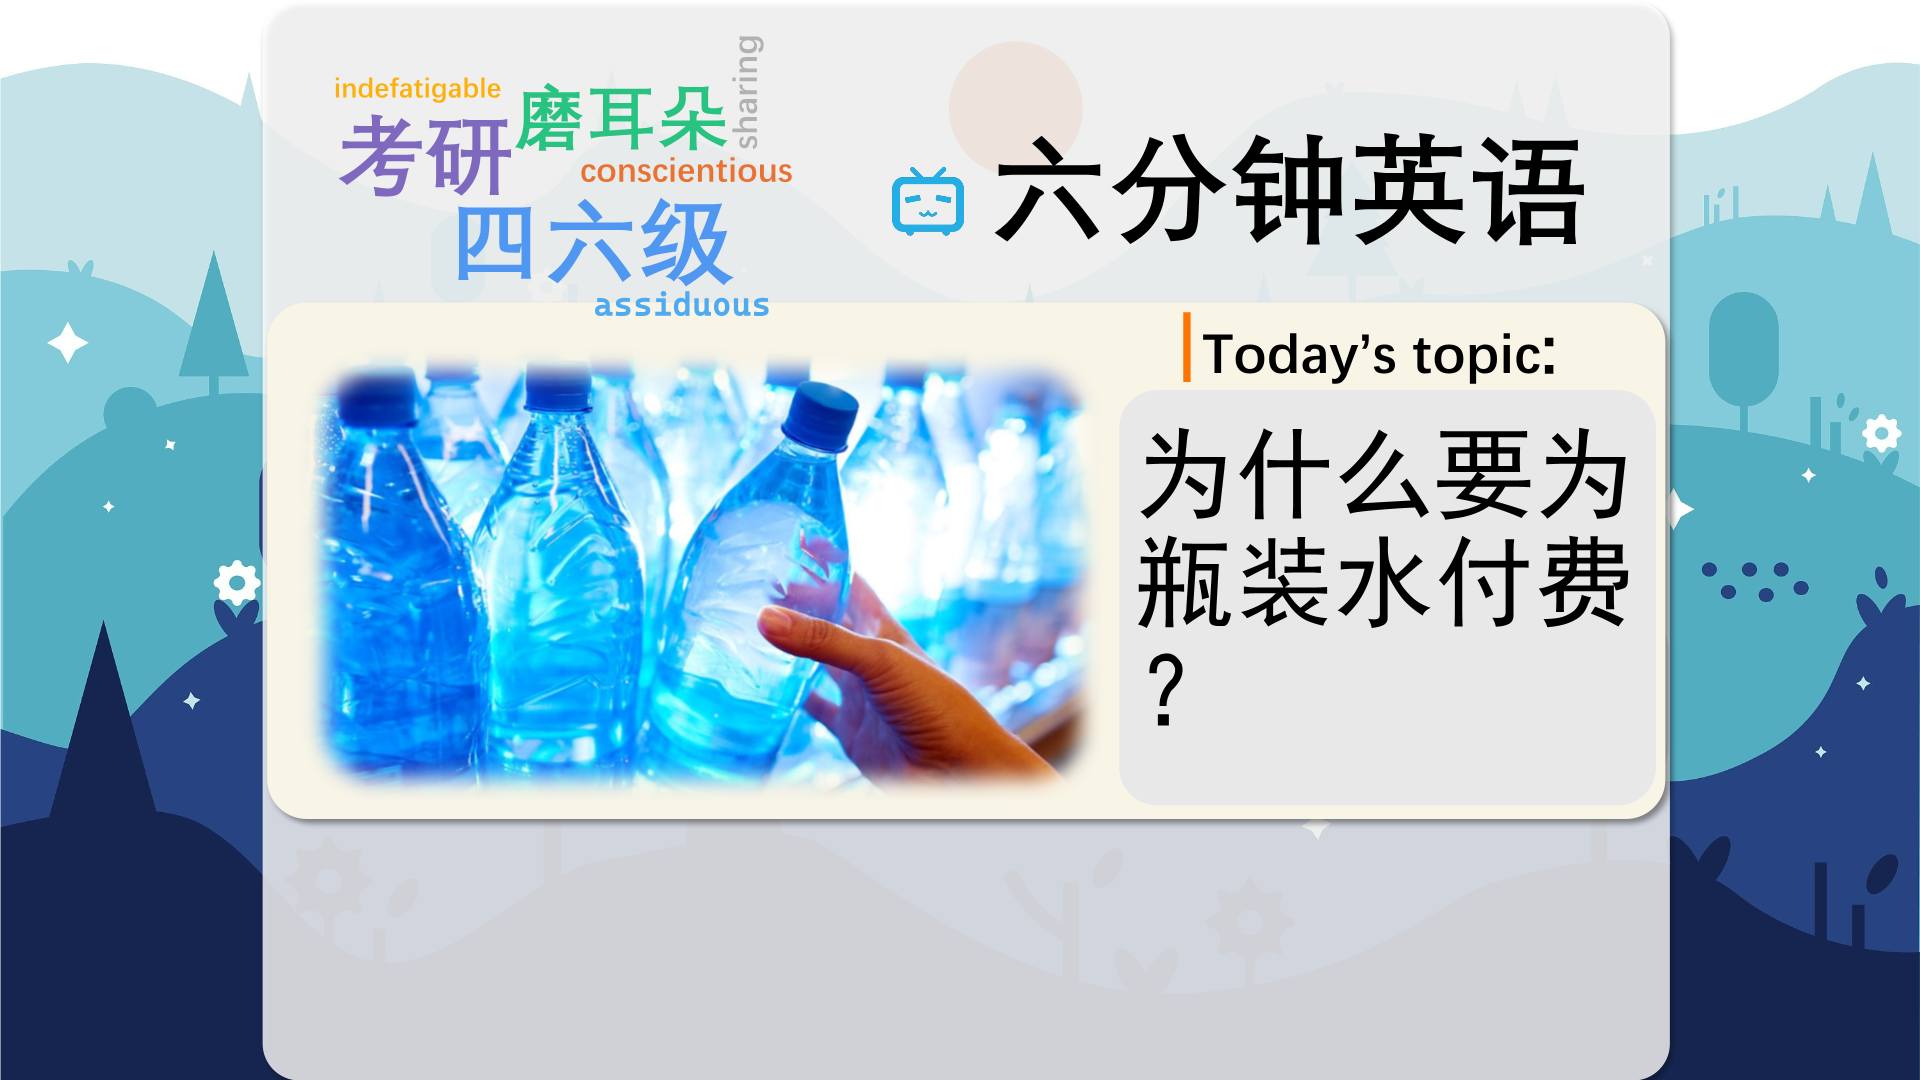 indefatigable
磨耳朵
sharing
考研
conscientious
四六级
assiduous
六分钟英语
Today’s topic:
为什么要为
瓶装水付费
？